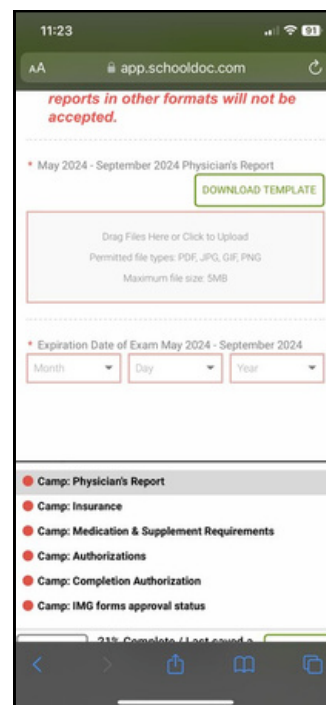 11:23
91
AA app.schooldoc.com
reports in other formats will not be
accepted.
* May 2024 - September 2024 Physician's Report
DOWNLOAD TEMPLATE
Drag Files Here or Click to Upload
Permitted file types: PDF, JPG, GIF, PNG
Maximum file size: 5MB
* Expiration Date of Exam May 2024 - September 2024
Month Day Year
Camp: Physician's Report
Camp: Insurance
Camp: Medication & Supplement Requirements
Camp: Authorizations
Camp: Completion Authorization
Camp: IMG forms approval status
21% Complete / Last saved a